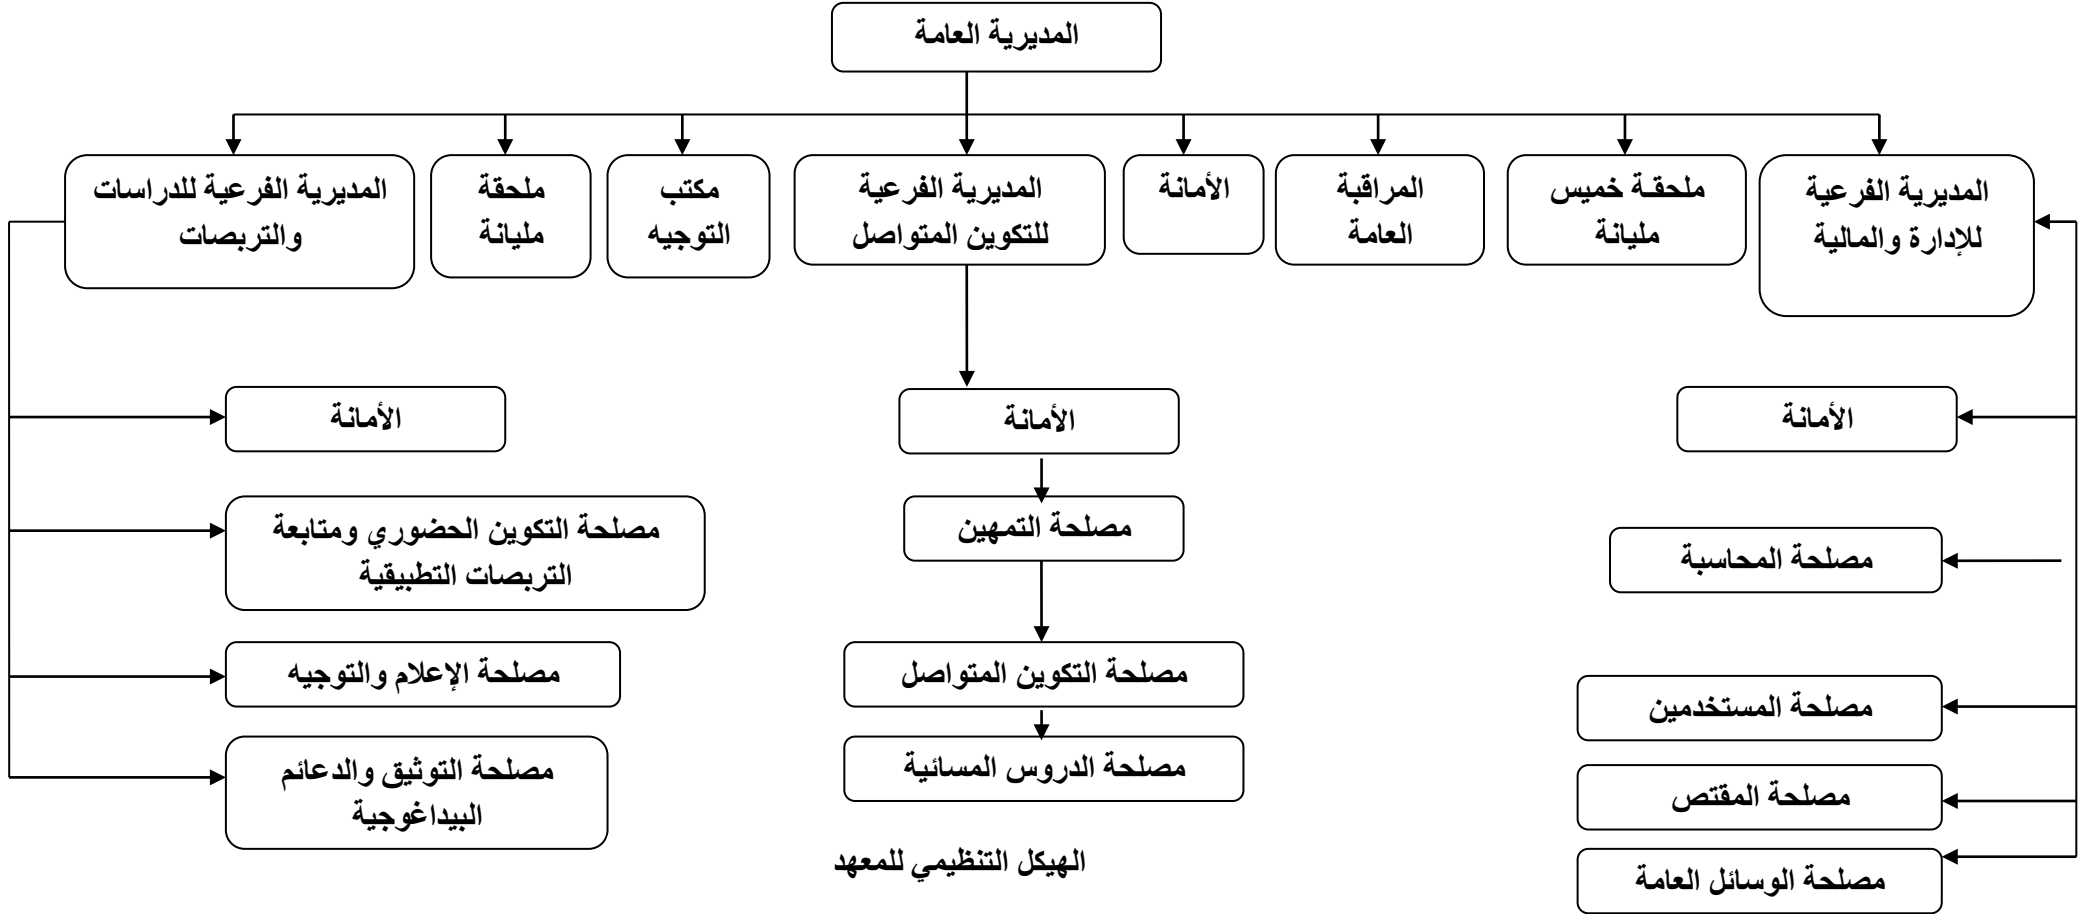 المديرية العامة
المديرية الفرعية
للإدارة والمالية
ملحقة خميس
مليانة
المراقبة
العامة
الأمانة
المديرية الفرعية
للتكوين المتواصل
مكتب
التوجيه
ملحقة
مليانة
المديرية الفرعية للدراسات
والتربصات
الأمانة
مصلحة المحاسبة
مصلحة المستخدمين
مصلحة المقتص
مصلحة الوسائل العامة
الأمانة
مصلحة التمهين
مصلحة التكوين المتواصل
مصلحة الدروس المسائية
الأمانة
مصلحة التكوين الحضوري ومتابعة
التربصات التطبيقية
مصلحة الإعلام والتوجيه
مصلحة التوثيق والدعائم
البيداغوجية
الهيكل التنظيمي للمعهد